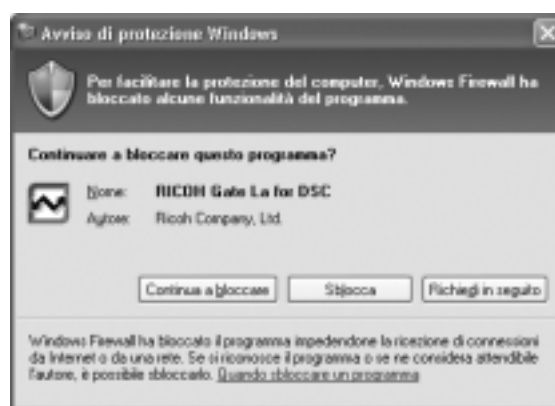 Avviso di protezione Windows
Per facilitare la protezione del computer, Windows Firewall ha
bloccato alcune funzionalità del programma.
Continuare a bloccare questo programma?
Nome: RICOH Gate La for DSC
Autore: Ricoh Company, Ltd.
Continua a bloccare Sblocca Richiedi in seguito
Windows Firewall ha bloccato il programma impedendone la ricezione di connessioni
da Internet o da una rete. Se si riconosce il programma o se ne considera attendibile
l'autore, è possibile sbloccarlo. Quando sbloccare un programma